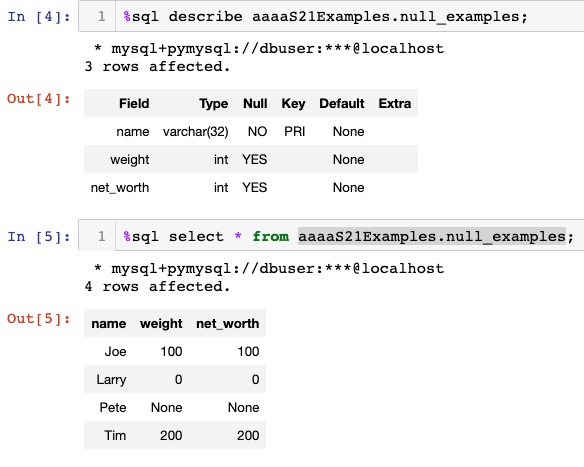 In [4]: 1 %sql describe aaaaS21Examples.null_examples;
* mysql+pymysql://dbuser:***@localhost
3 rows affected.
Out[4]: Field Type Null Key Default Extra
name varchar(32) NO PRI None
weight int YES None
net_worth int YES None
In [5]: 1 %sql select * from aaaaS21Examples.null_examples;
* mysql+pymysql://dbuser:***@localhost
4 rows affected.
Out[5]: name weight net_worth
Joe 100 100
Larry 0 0
Pete None None
Tim 200 200